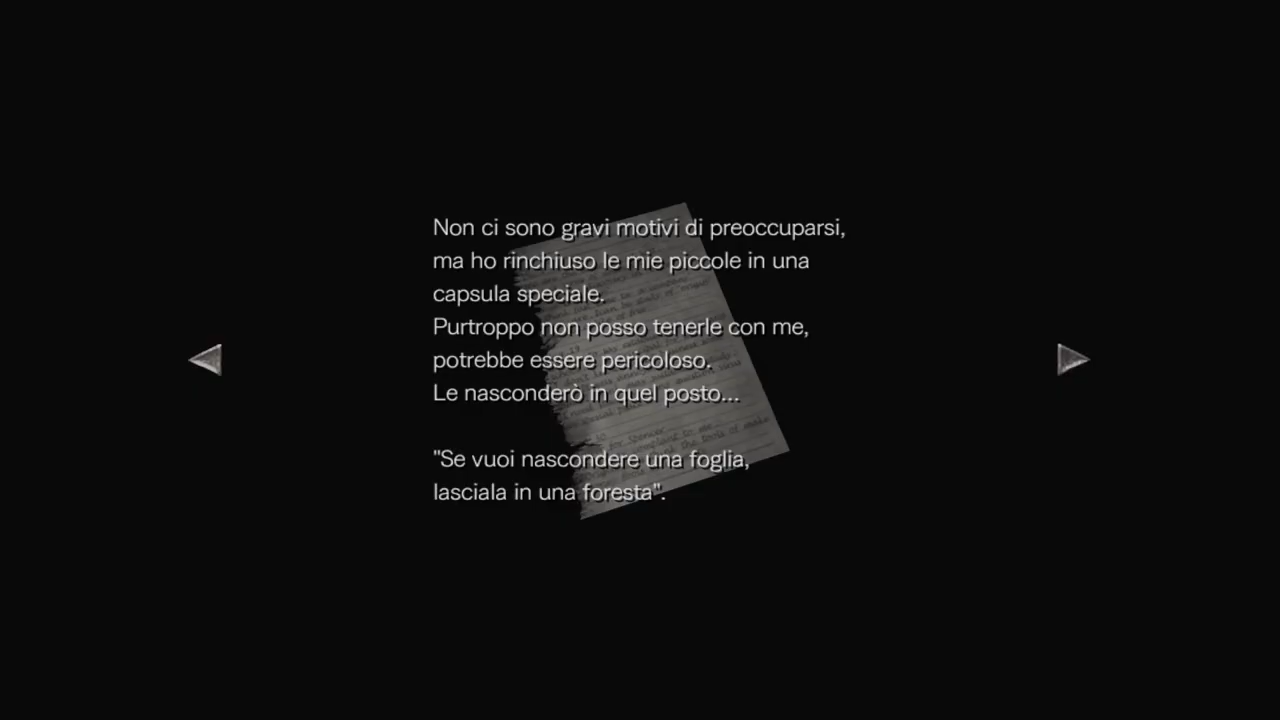 Non ci sono gravi motivi di preoccuparsi,
ma ho rinchiuso le mie piccole in una
capsula speciale.
Purtroppo non posso tenerle con me,
potrebbe essere pericoloso.
Le nasconderò in quel posto...
"Se vuoi nascondere una foglia,
lasciala in una foresta".